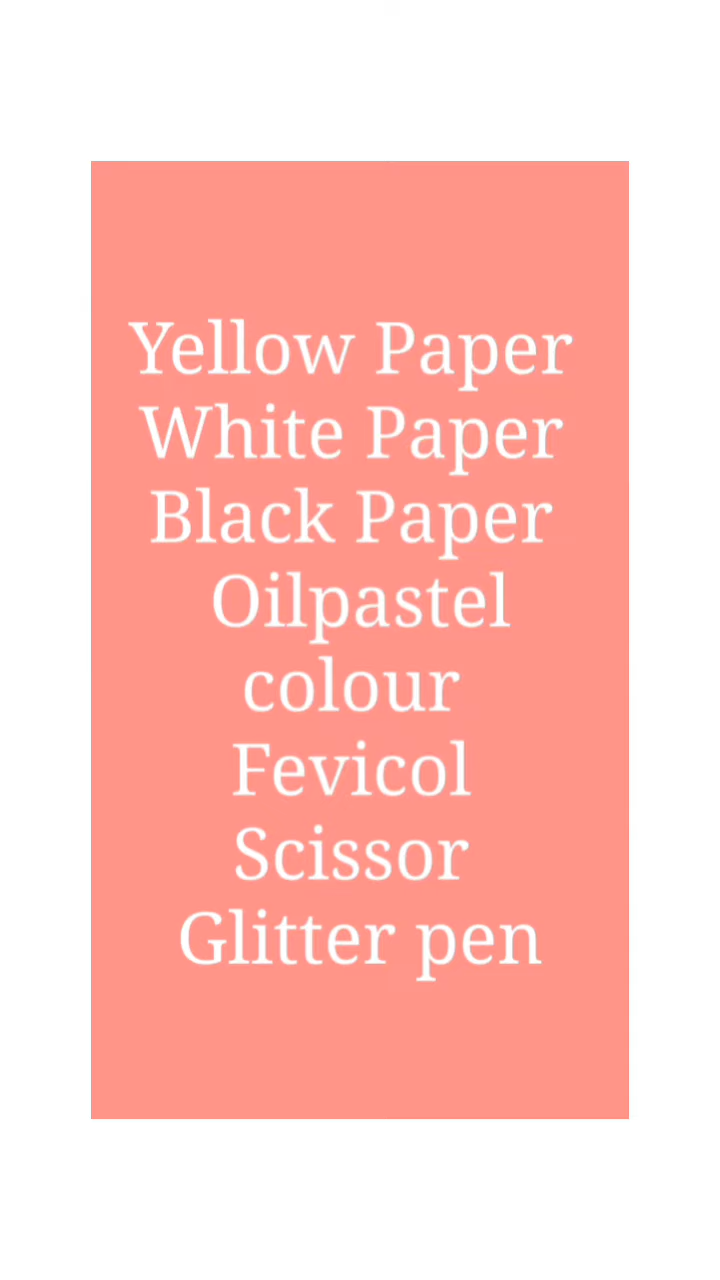 Yellow Paper
White Paper
Black Paper
Oilpastel
colour
Fevicol
Scissor
Glitter pen